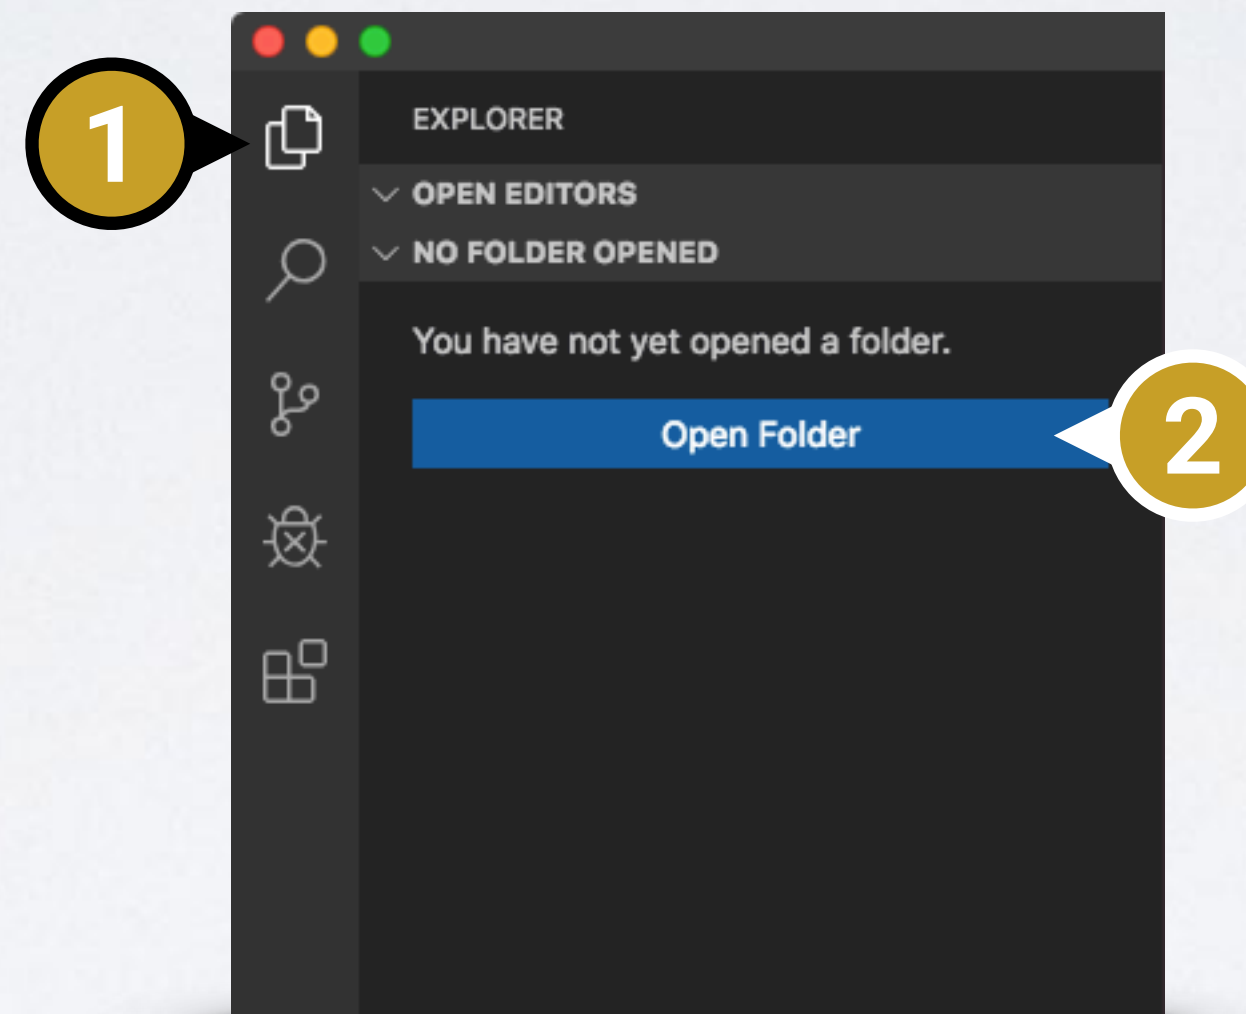 1
EXPLORER
OPEN EDITORS
NO FOLDER OPENED
You have not yet opened a folder.
Open Folder
2